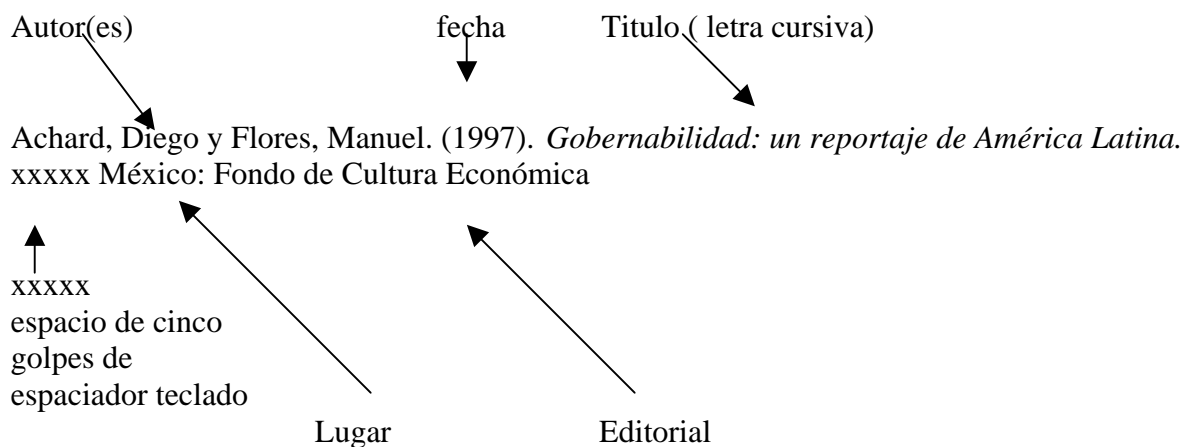 Autor(es) fecha Titulo ( letra cursiva)
Achard, Diego y Flores, Manuel. (1997). Gobernabilidad: un reportaje de América Latina.
xxxxx México: Fondo de Cultura Económica
xxxxx
espacio de cinco
golpes de
espaciador teclado
Lugar Editorial